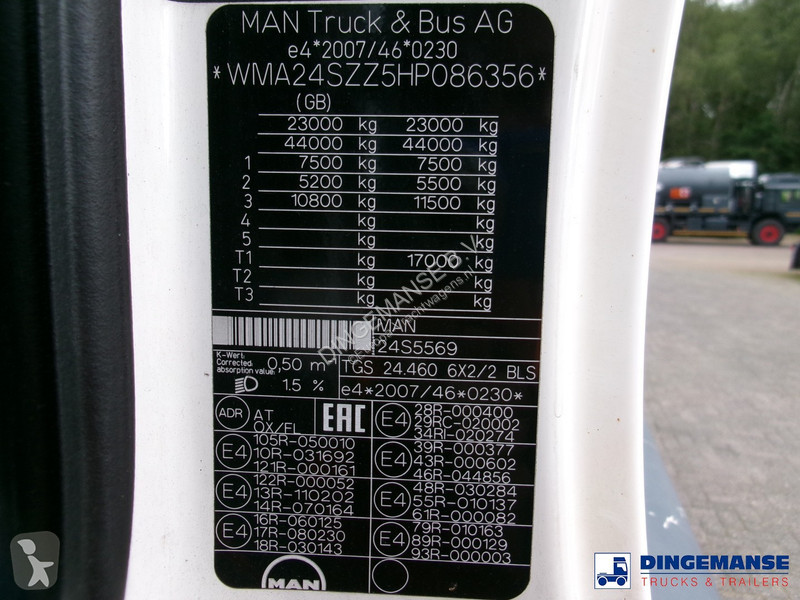 MAN Truck & Bus AG
e4*2007/46*0230
*WMA24SZZ5HP086356*
(GB)
23000 kg 23000 kg
44000 kg 44000 kg
1 7500 kg 7500 kg
2 5200 kg 5500 kg
3 10800 kg 11500 kg
4 kg kg
5 kg kg
T1 kg 17000 kg
T2 kg kg
T3 kg kg
DINGEMANSE B.V.
MAN
24S5569
K-Wert
Corrected absorption value: 0,50 m
TGS 24.460 6X2/2 BLS
1.5 %
e4*2007/46*0230*
ADR AT
OX/FL
EAC
E4 28R-000400
29RC-020002
34RI-020274
E4 105R-050010
10R-031692
121R-000161
E4 39R-000377
43R-000602
46R-044856
E4 122R-000052
13R-110202
14R-070164
E4 48R-030284
55R-010137
61R-000082
E4 16R-060125
17R-080230
18R-030143
E4 79R-010163
89R-000129
93R-000003
MAN
DINGEMANSE
TRUCKS & TRAILERS